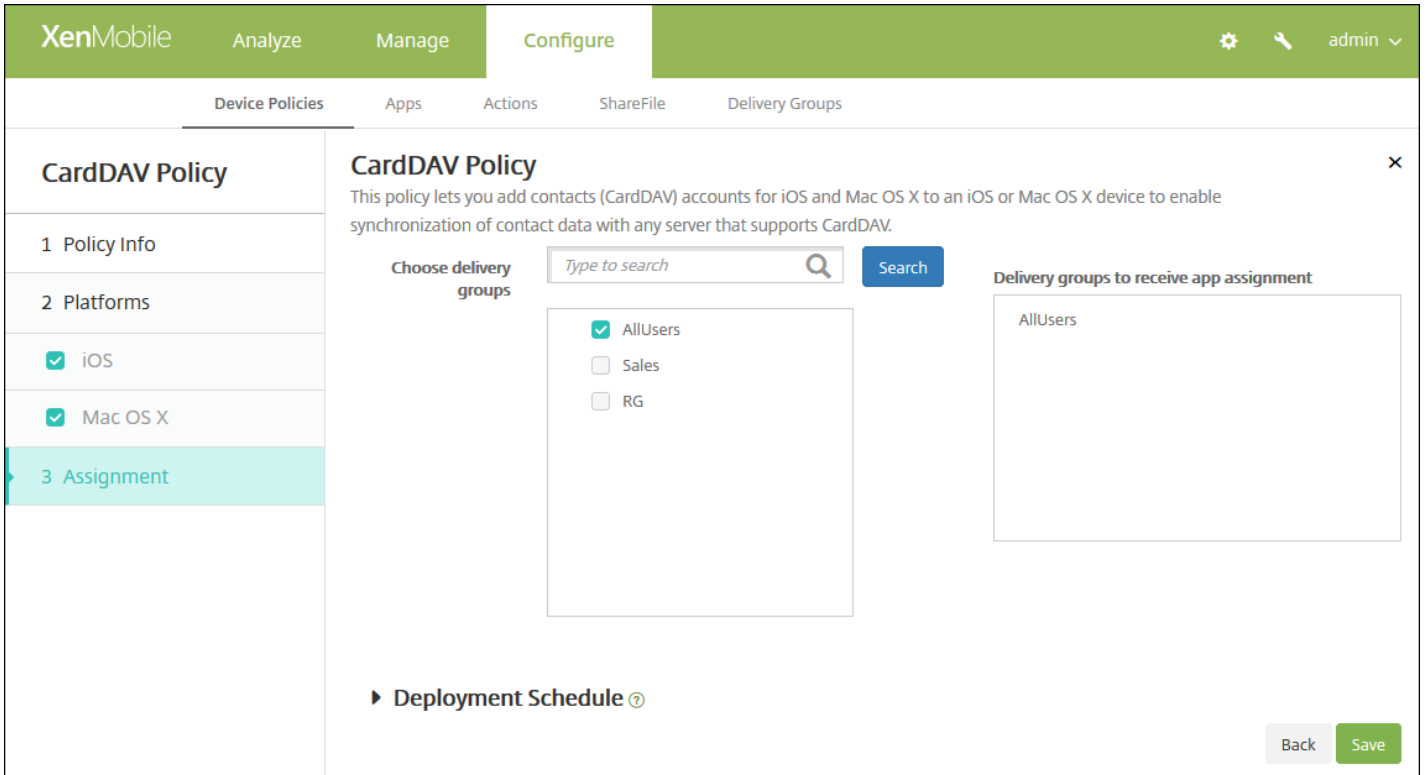 XenMobile Analyze Manage Configure admin
Device Policies Apps Actions ShareFile Delivery Groups
CardDAV Policy
1 Policy Info
2 Platforms
iOS
Mac OS X
3 Assignment
CardDAV Policy
This policy lets you add contacts (CardDAV) accounts for iOS and Mac OS X to an iOS or Mac OS X device to enable
synchronization of contact data with any server that supports CardDAV.
Choose delivery
groups
Type to search
Search
AllUsers
Sales
RG
Delivery groups to receive app assignment
AllUsers
Deployment Schedule ?
Back Save